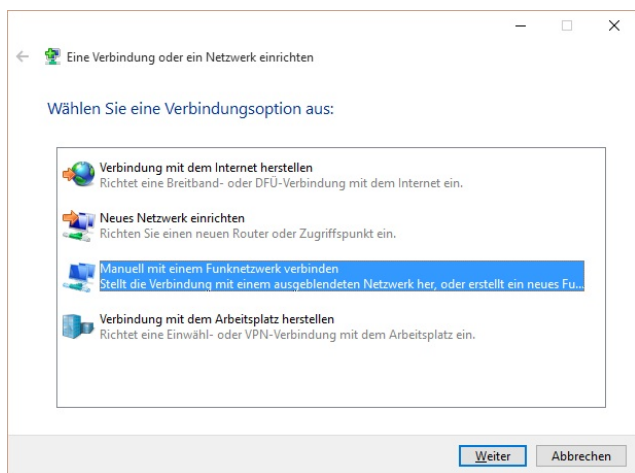 Eine Verbindung oder ein Netzwerk einrichten
Wählen Sie eine Verbindungsoption aus:
Verbindung mit dem Internet herstellen
Richtet eine Breitband- oder DFÜ-Verbindung mit dem Internet ein.
Neues Netzwerk einrichten
Richten Sie einen neuen Router oder Zugriffspunkt ein.
Manuell mit einem Funknetzwerk verbinden
Stellt die Verbindung mit einem ausgeblendeten Netzwerk her, oder erstellt ein neues Fu...
Verbindung mit dem Arbeitsplatz herstellen
Richtet eine Einwähl- oder VPN-Verbindung mit dem Arbeitsplatz ein.
Weiter Abbrechen